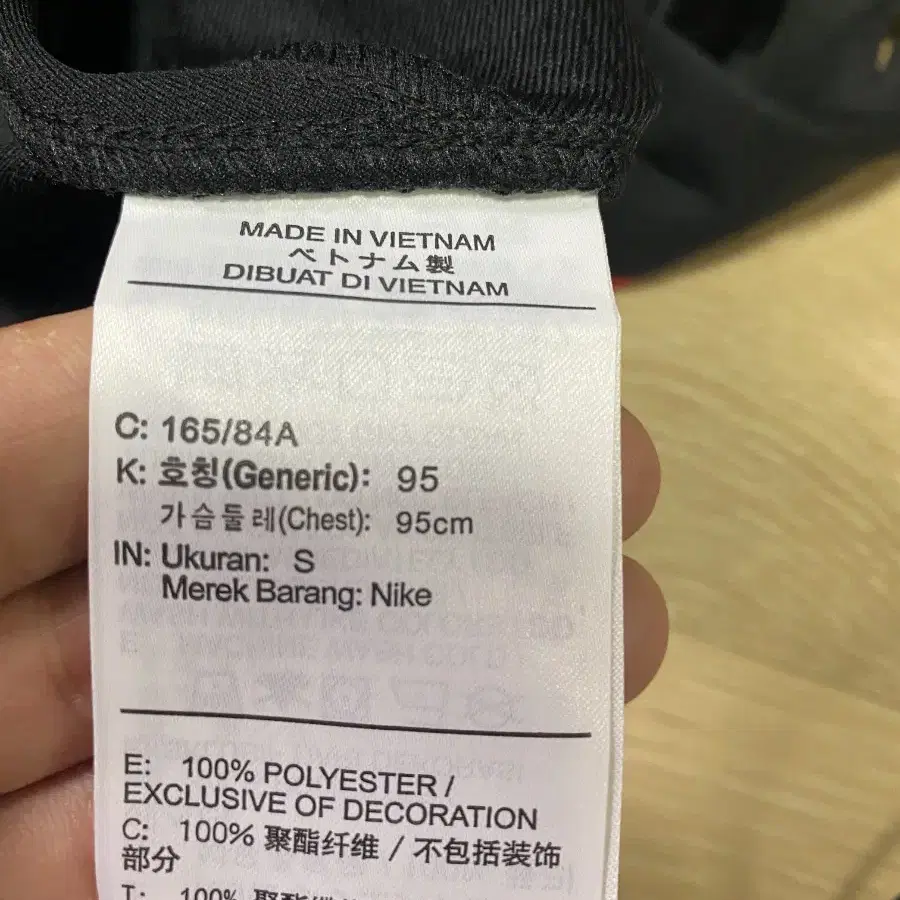 MADE IN VIETNAM
ベトナム製
DIBUAT DI VIETNAM
C: 165/84A
K: 호칭(Generic): 95
가슴둘레(Chest): 95cm
IN: Ukuran: S
Merek Barang: Nike
E: 100% POLYESTER /
EXCLUSIVE OF DECORATION
C: 100% 聚酯纤维 / 不包括装饰
部分
T: 100%